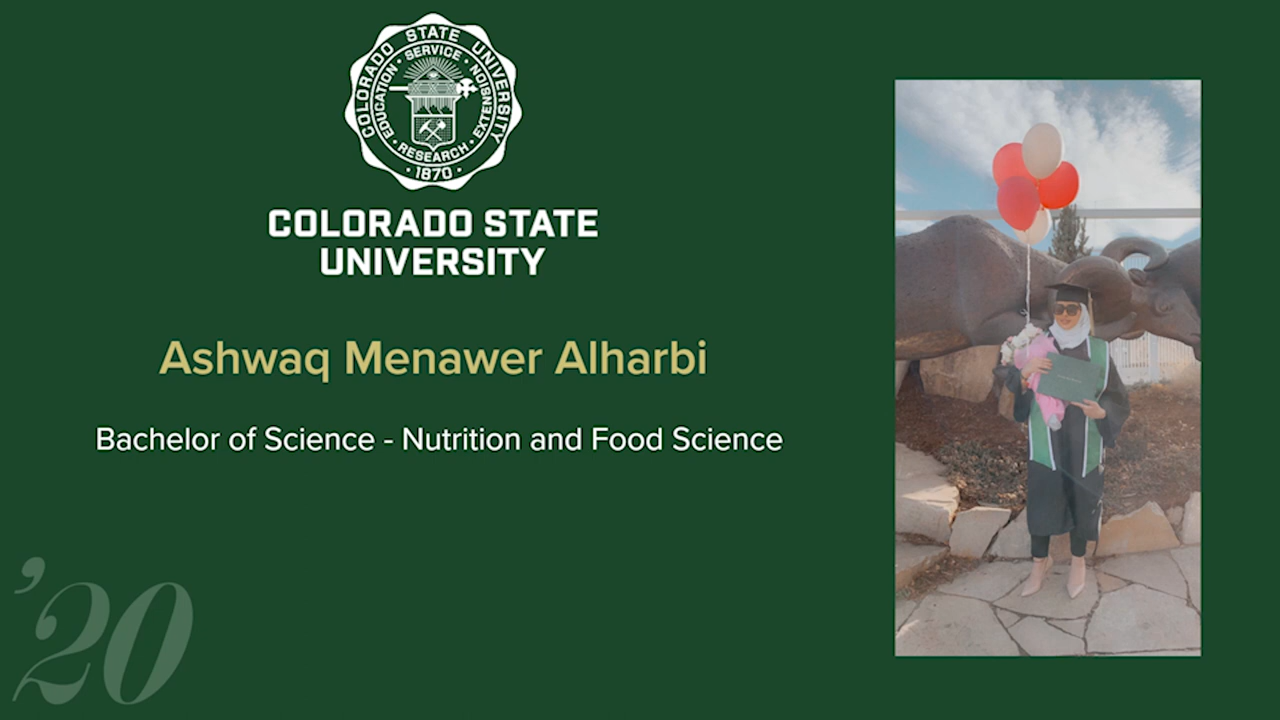 COLORADO STATE UNIVERSITY
EDUCATION · SERVICE · EXTENSION
· RESEARCH ·
· 1870 ·
COLORADO STATE
UNIVERSITY
Ashwaq Menawer Alharbi
Bachelor of Science - Nutrition and Food Science
’20